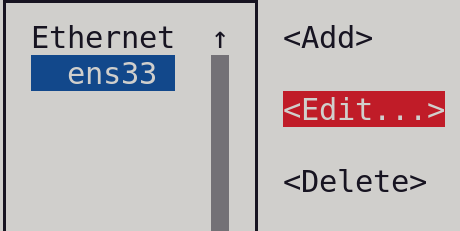 Ethernet ↑ <Add>
ens33
<Edit...>
<Delete>